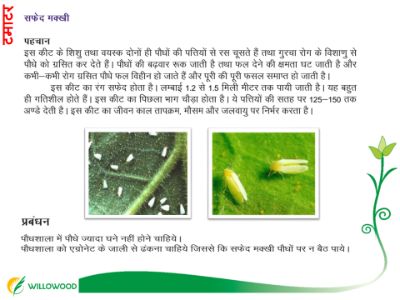 टमाटर
सफेद मक्खी
पहचान
इस कीट के शिशु तथा वयस्क दोनों ही पौधों की पत्तियों से रस चूसते हैं तथा गुरचा रोग के विशाणु से
पौधे को ग्रसित कर देते हैं। पौधों की बढ़वार रूक जाती है तथा फल देने की क्षमता घट जाती है और
कभी–कभी रोग ग्रसित पौधे फल विहीन हो जाते हैं और पूरी की पूरी फसल समाप्त हो जाती है।
इस कीट का रंग सफेद होता है। लम्बाई 1.2 से 1.5 मिली मीटर तक पायी जाती है। यह बहुत
ही गतिशील होते हैं। इस कीट का पिछला भाग चौड़ा होता है। ये पत्तियों की सतह पर 125–150 तक
अण्डे देती है। इस कीट का जीवन काल तापक्रम, मौसम और जलवायु पर निर्भर करता है।
प्रबंधन
पौधशाला में पौधे ज्यादा घने नहीं होने चाहिये।
पौधशाला को एग्रोनेट के जाली से ढंकना चाहिये जिससे कि सफेद मक्खी पौधों पर न बैठ पाये।
WILLOWOOD